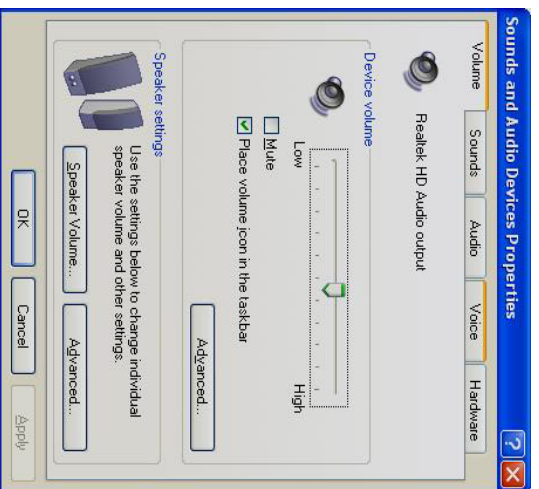 Sounds and Audio Devices Properties
?
Volume
Sounds
Audio
Voice
Hardware
Realtek HD Audio output
Device volume
Low
High
Mute
Place volume icon in the taskbar
Advanced...
Speaker settings
Use the settings below to change individual
speaker volume and other settings.
Speaker Volume...
Advanced...
OK
Cancel
Apply